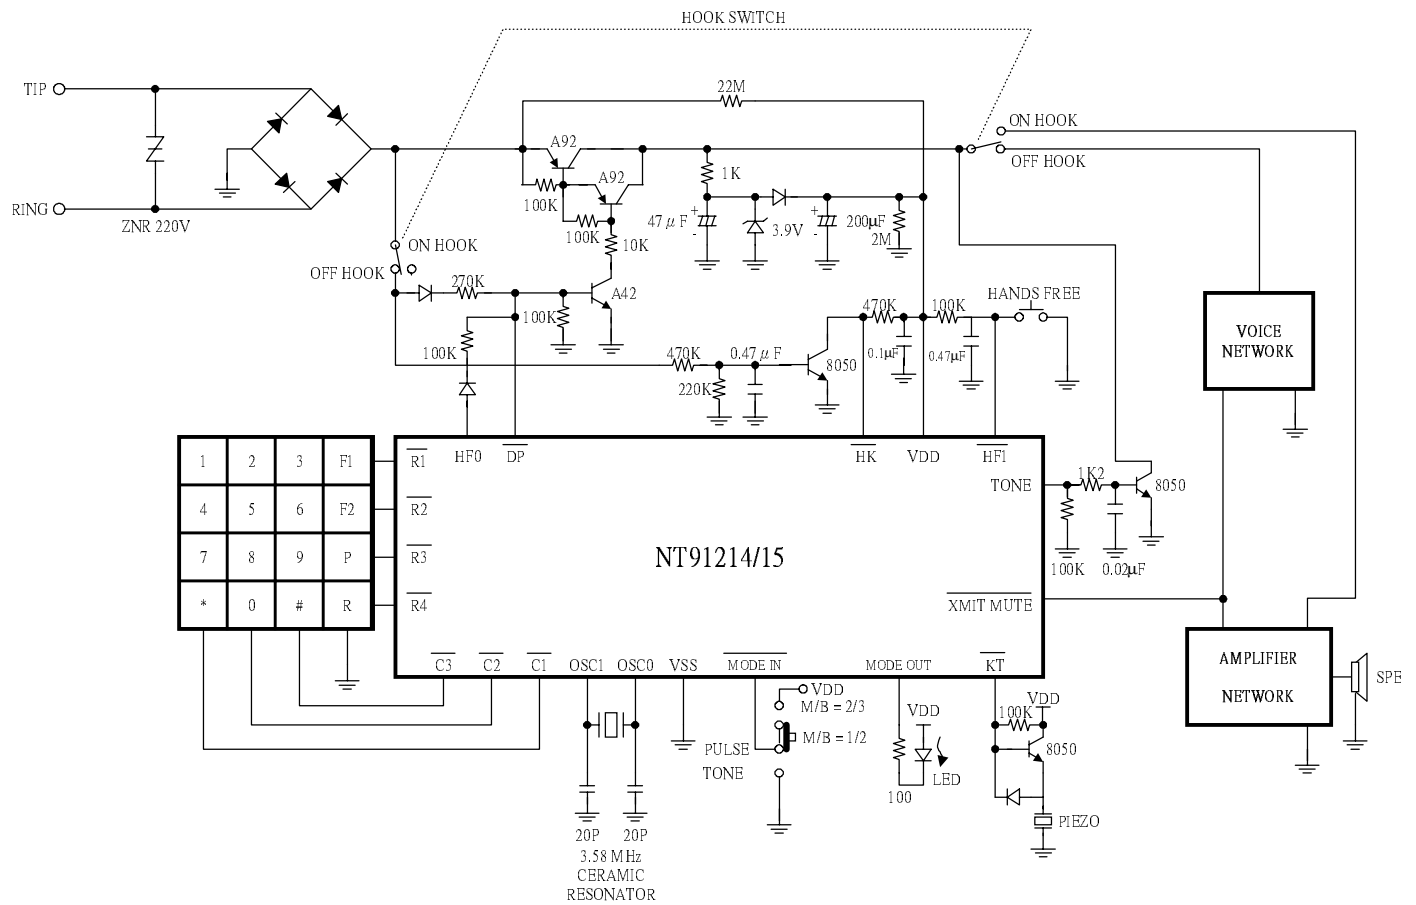 HOOK SWITCH
TIP
22M
ON HOOK
A92
OFF HOOK
1K
A92
RING
100K
ZNR 220V
47μF
+
-
3.9V
+
-
200μF
2M
100K
10K
ON HOOK
OFF HOOK
270K
A42
HANDS FREE
470K
100K
100K
VOICE
NETWORK
100K
470K
0.47μF
0.1μF
0.47μF
8050
220K
1
2
3
F1
R1
HF0
DP
HK
VDD
HF1
1K2
TONE
8050
4
5
6
F2
R2
7
8
9
P
R3
NT91214/15
100K
0.02μF
*
0
#
R
R4
XMIT MUTE
C3
C2
C1
OSC1
OSC0
VSS
MODE IN
MODE OUT
KT
AMPLIFIER
NETWORK
SPE
VDD
M/B = 2/3
VDD
VDD
100K
M/B = 1/2
PULSE
8050
TONE
LED
100
PIEZO
20P
20P
3.58 MHz
CERAMIC
RESONATOR